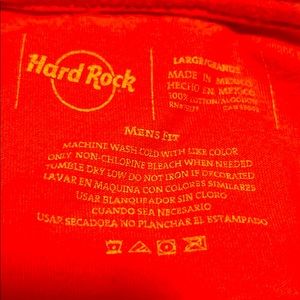 Hard Rock
LARGE/GRANDE
MADE IN MEXICO
HECHO EN MEXICO
100% COTTON/ALGODON
MENS FIT
MACHINE WASH COLD WITH LIKE COLOR
ONLY NON-CHLORINE BLEACH WHEN NEEDED
TUMBLE DRY LOW DO NOT IRON IF DECORATED
LAVAR EN MAQUINA CON COLORES SIMILARES
USAR BLANQUEADOR SIN CLORO
CUANDO SEA NECESARIO
USAR SECADORA NO PLANCHAR EL ESTAMPADO